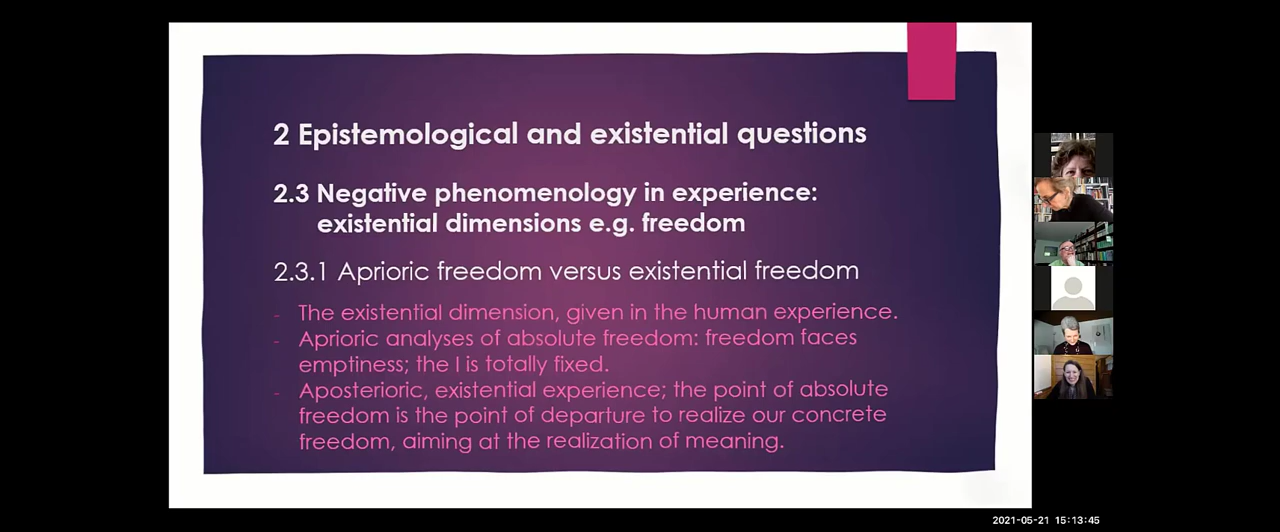 2 Epistemological and existential questions
2.3 Negative phenomenology in experience:
existential dimensions e.g. freedom
2.3.1 Aprioric freedom versus existential freedom
- The existential dimension, given in the human experience.
- Aprioric analyses of absolute freedom: freedom faces
emptiness; the I is totally fixed.
- Aposterioric, existential experience; the point of absolute
freedom is the point of departure to realize our concrete
freedom, aiming at the realization of meaning.
2021-05-21 15:13:45